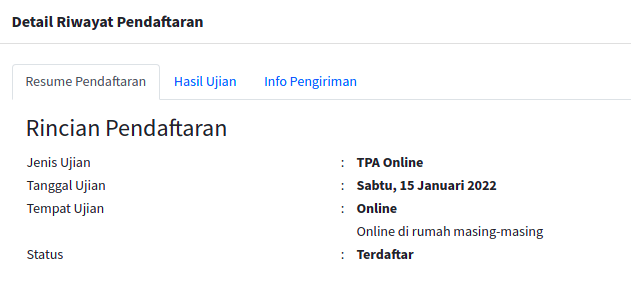 Detail Riwayat Pendaftaran
Resume Pendaftaran Hasil Ujian Info Pengiriman
Rincian Pendaftaran
Jenis Ujian : TPA Online
Tanggal Ujian : Sabtu, 15 Januari 2022
Tempat Ujian : Online
Online di rumah masing-masing
Status : Terdaftar